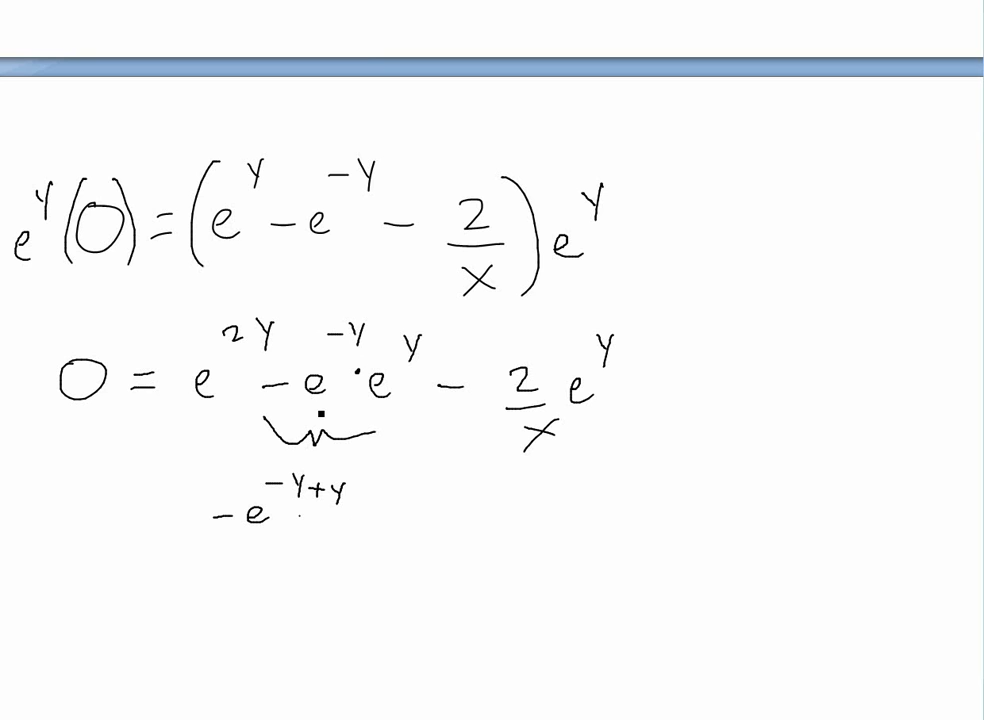 e^y(0) = (e^y - e^-y - 2/x) e^y
0 = e^2y - e^-y · e^y - 2/x e^y
- e^-y+y